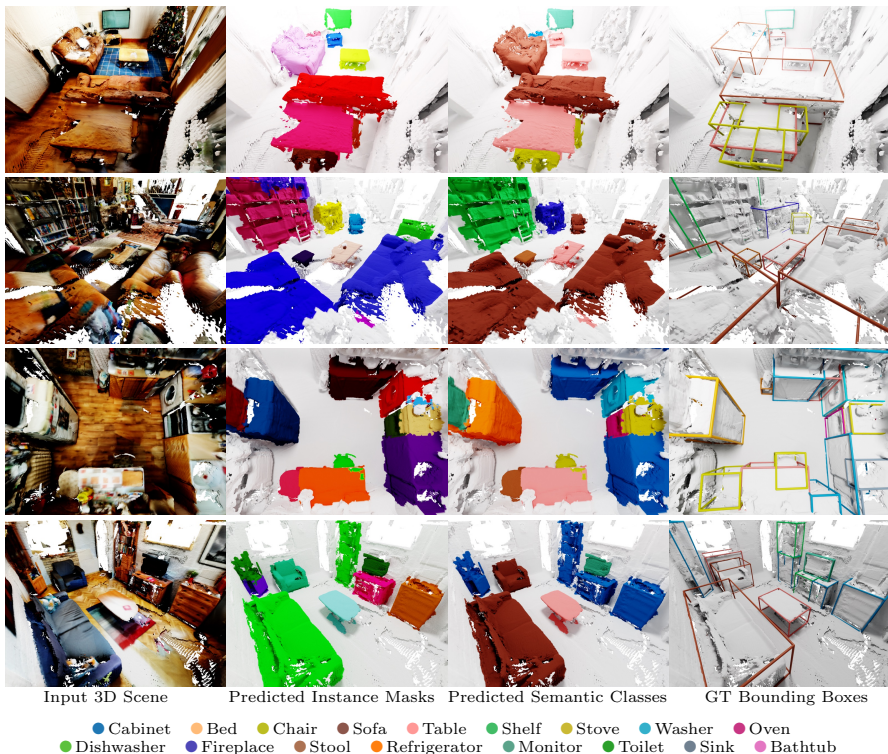 Input 3D Scene Predicted Instance Masks Predicted Semantic Classes GT Bounding Boxes
Cabinet Bed Chair Sofa Table Shelf Stove Washer Oven
Dishwasher Fireplace Stool Refrigerator Monitor Toilet Sink Bathtub